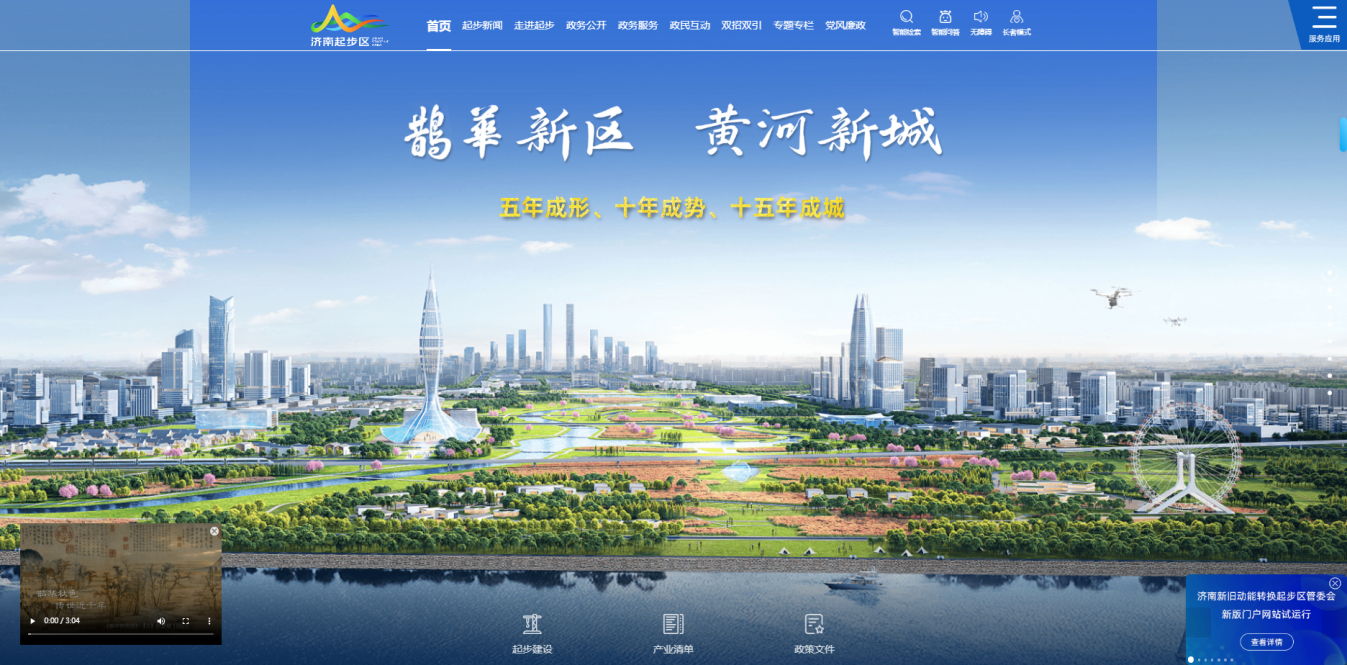 济南起步区
首页 起步新闻 走进起步 政务公开 政务服务 政民互动 双招双引 专题专栏 党风廉政
智能检索 智能问答 无障碍 长者模式
服务应用
鹊華新区 黄河新城
五年成形、十年成势、十五年成城
0:00 / 3:04
起步建设 产业清单 政策文件
济南新旧动能转换起步区管委会
新版门户网站试运行
查看详情